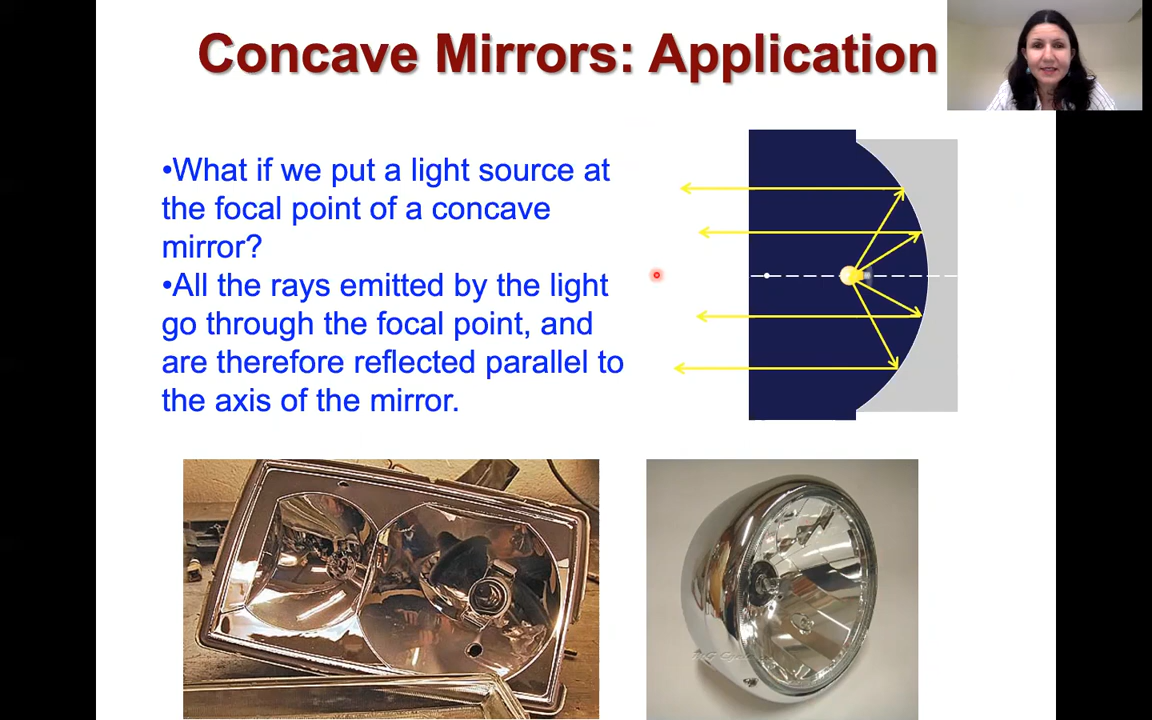 Concave Mirrors: Application
•What if we put a light source at
the focal point of a concave
mirror?
•All the rays emitted by the light
go through the focal point, and
are therefore reflected parallel to
the axis of the mirror.